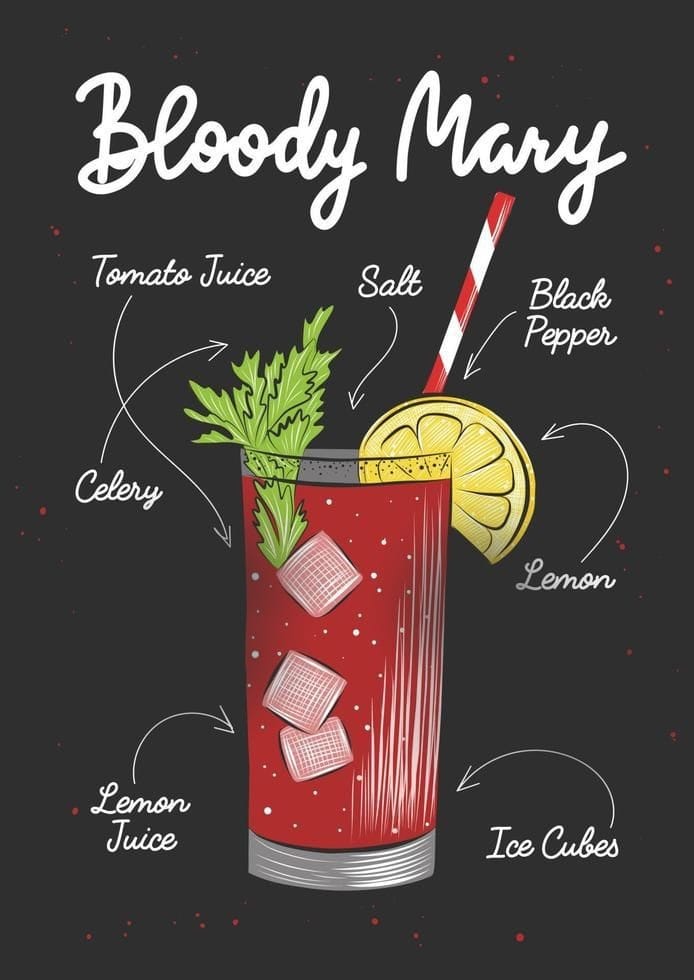 Bloody Mary
Tomato Juice
Salt
Black
Pepper
Celery
Lemon
Lemon
Juice
Ice Cubes